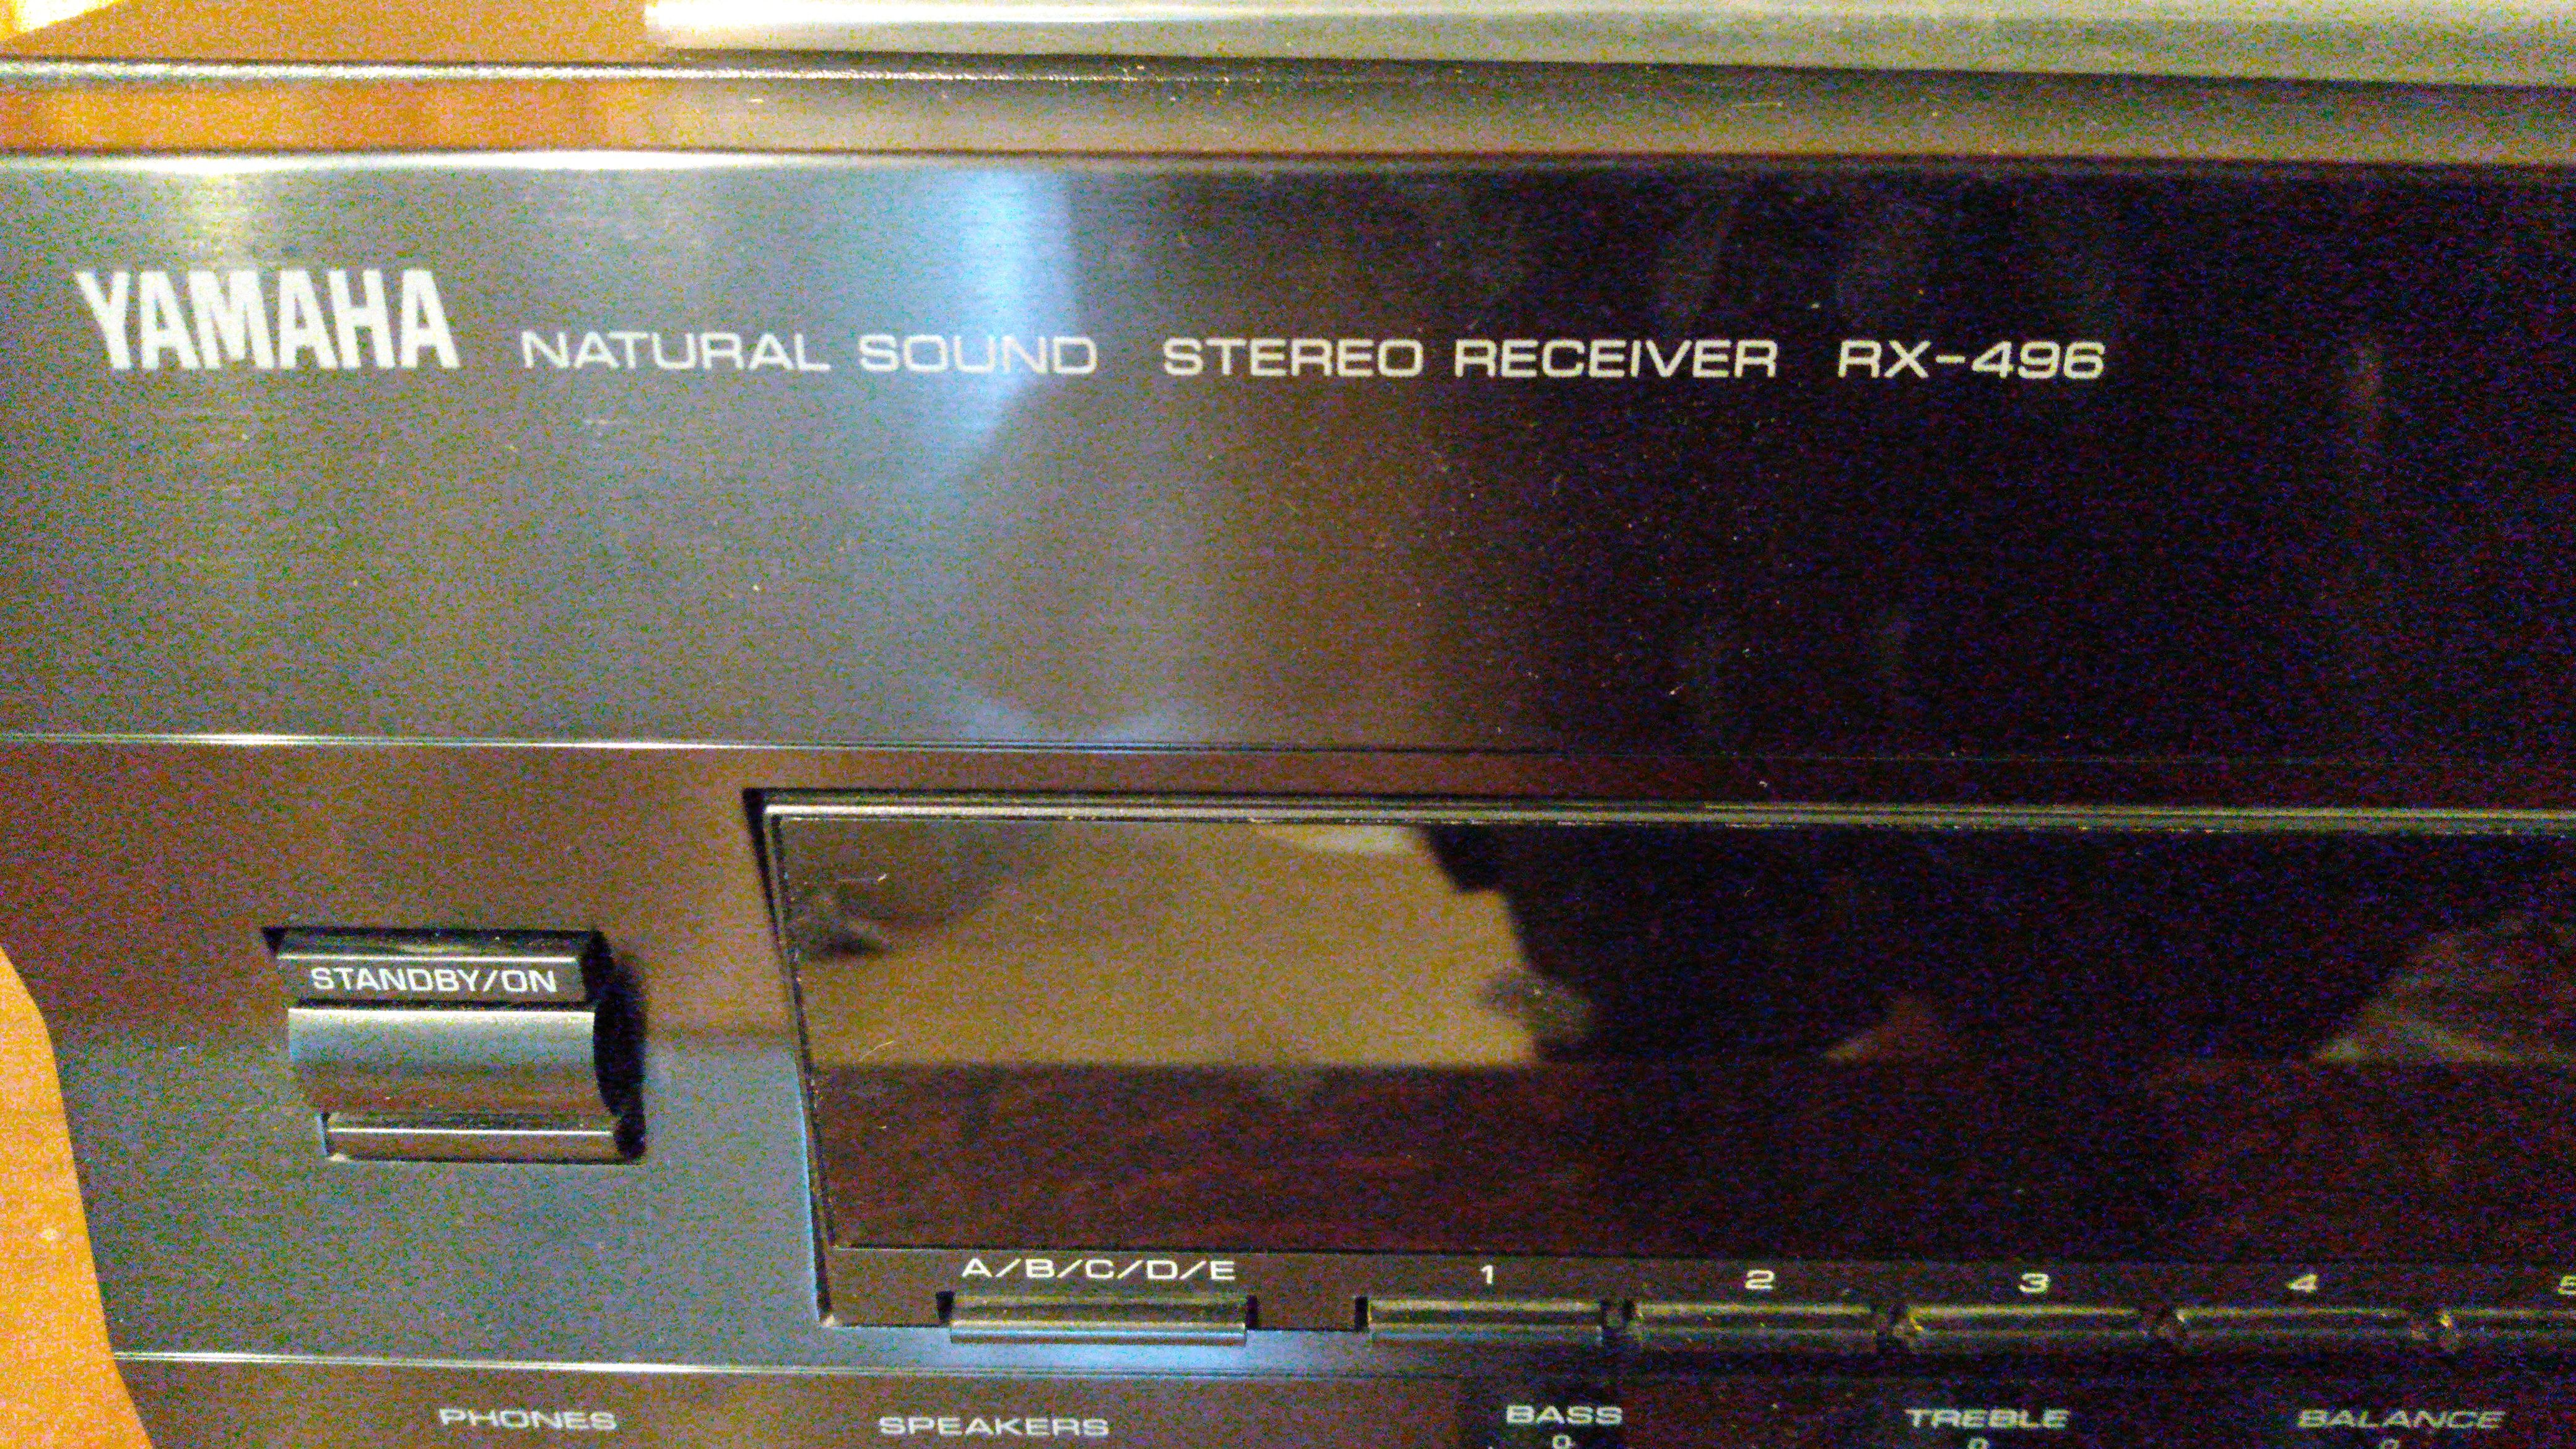 YAMAHA NATURAL SOUND STEREO RECEIVER RX-496
STANDBY/ON
A/B/C/D/E 1 2 3 4
PHONES SPEAKERS BASS TREBLE BALANCE